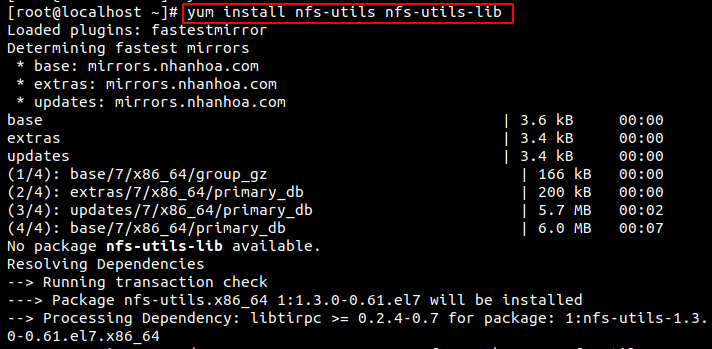 [root@localhost ~]# yum install nfs-utils nfs-utils-lib
Loaded plugins: fastestmirror
Determining fastest mirrors
 * base: mirrors.nhanhoa.com
 * extras: mirrors.nhanhoa.com
 * updates: mirrors.nhanhoa.com
base | 3.6 kB 00:00
extras | 3.4 kB 00:00
updates | 3.4 kB 00:00
(1/4): base/7/x86_64/group_gz | 166 kB 00:00
(2/4): extras/7/x86_64/primary_db | 200 kB 00:00
(3/4): updates/7/x86_64/primary_db | 5.7 MB 00:02
(4/4): base/7/x86_64/primary_db | 6.0 MB 00:07
No package nfs-utils-lib available.
Resolving Dependencies
--> Running transaction check
---> Package nfs-utils.x86_64 1:1.3.0-0.61.el7 will be installed
--> Processing Dependency: libtirpc >= 0.2.4-0.7 for package: 1:nfs-utils-1.3.
0-0.61.el7.x86_64